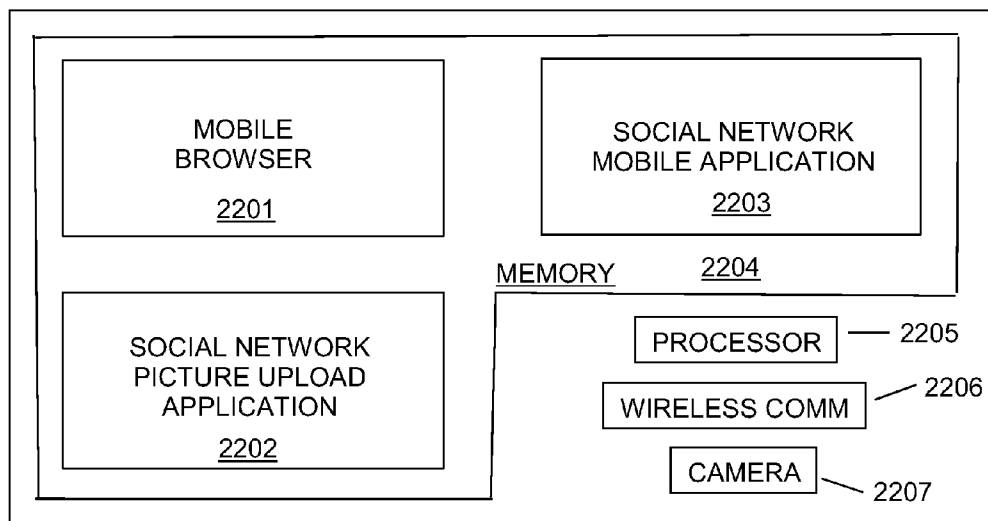 MOBILE
BROWSER
2201
SOCIAL NETWORK
MOBILE APPLICATION
2203
MEMORY
2204
SOCIAL NETWORK
PICTURE UPLOAD
APPLICATION
2202
PROCESSOR
2205
WIRELESS COMM
2206
CAMERA
2207